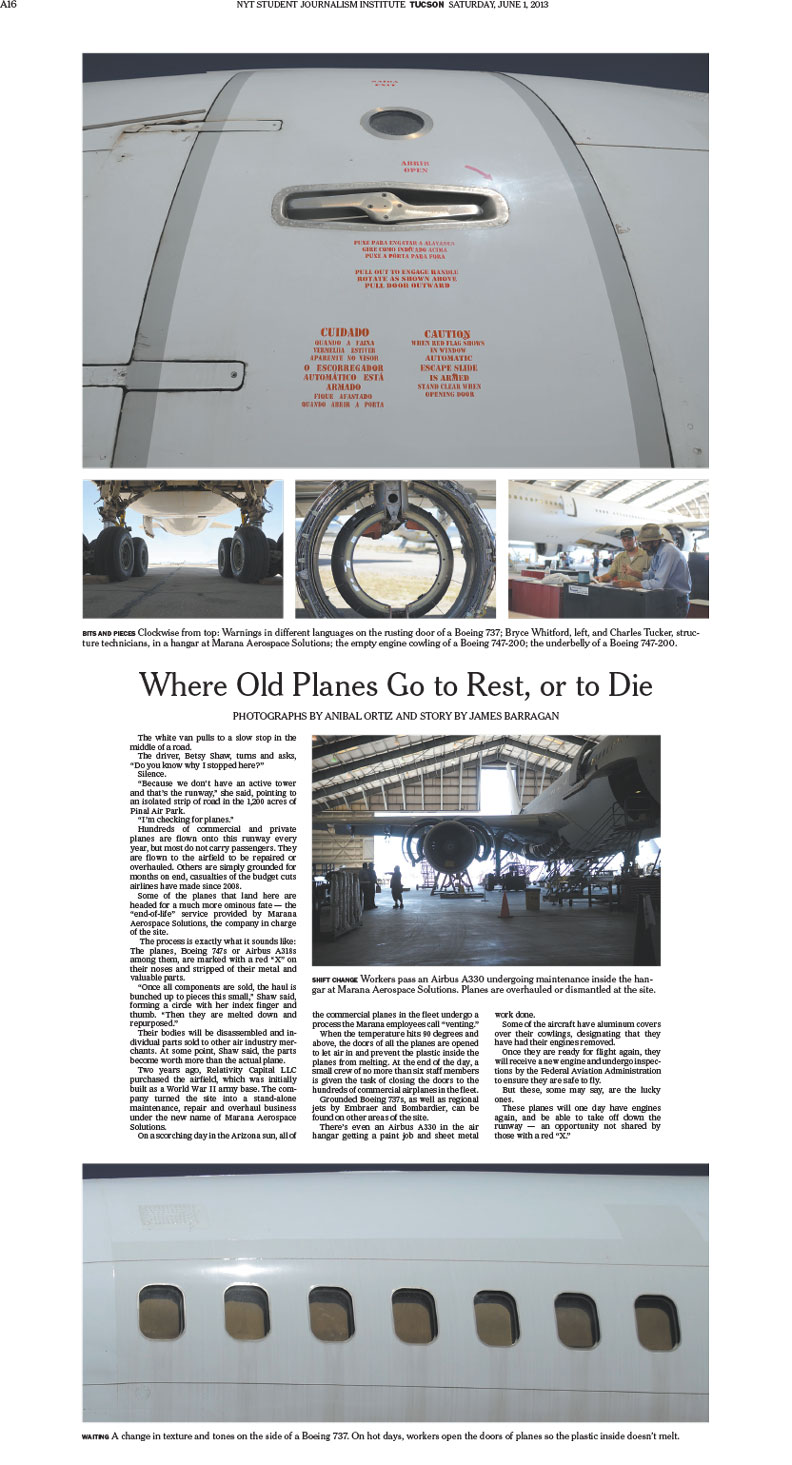 A16
NYT STUDENT JOURNALISM INSTITUTE TUCSON SATURDAY, JUNE 1, 2013
SAIDA
EXIT
ABRIR
OPEN
PUXE PARA ENGATAR A ALAVANCA
GIRE COMO INDICADO ACIMA
PUXE A PORTA PARA FORA
PULL OUT TO ENGAGE HANDLE
ROTATE AS SHOWN ABOVE
PULL DOOR OUTWARD
CUIDADO
QUANDO A FAIXA
VERMELHA ESTIVER
APARENTE NO VISOR
O ESCORREGADOR
AUTOMÁTICO ESTÁ
ARMADO
FIQUE AFASTADO
QUANDO ABRIR A PORTA
CAUTION
WHEN RED FLAG SHOWS
IN WINDOW
AUTOMATIC
ESCAPE SLIDE
IS ARMED
STAND CLEAR WHEN
OPENING DOOR
BITS AND PIECES Clockwise from top: Warnings in different languages on the rusting door of a Boeing 737; Bryce Whitford, left, and Charles Tucker, struc-
ture technicians, in a hangar at Marana Aerospace Solutions; the empty engine cowling of a Boeing 747-200; the underbelly of a Boeing 747-200.
Where Old Planes Go to Rest, or to Die
PHOTOGRAPHS BY ANIBAL ORTIZ AND STORY BY JAMES BARRAGAN
The white van pulls to a slow stop in the
middle of a road.
The driver, Betsy Shaw, turns and asks,
“Do you know why I stopped here?”
Silence.
“Because we don’t have an active tower
and that’s the runway,” she said, pointing to
an isolated strip of road in the 1,200 acres of
Pinal Air Park.
“I’m checking for planes.”
Hundreds of commercial and private
planes are flown onto this runway every
year, but most do not carry passengers. They
are flown to the airfield to be repaired or
overhauled. Others are simply grounded for
months on end, casualties of the budget cuts
airlines have made since 2008.
Some of the planes that land here are
headed for a much more ominous fate — the
“end-of-life” service provided by Marana
Aerospace Solutions, the company in charge
of the site.
The process is exactly what it sounds like:
The planes, Boeing 747s or Airbus A318s
among them, are marked with a red “X” on
their noses and stripped of their metal and
valuable parts.
“Once all components are sold, the haul is
bunched up to pieces this small,” Shaw said,
forming a circle with her index finger and
thumb. “Then they are melted down and
repurposed.”
Their bodies will be disassembled and in-
dividual parts sold to other air industry mer-
chants. At some point, Shaw said, the parts
become worth more than the actual plane.
Two years ago, Relativity Capital LLC
purchased the airfield, which was initially
built as a World War II army base. The com-
pany turned the site into a stand-alone
maintenance, repair and overhaul business
under the new name of Marana Aerospace
Solutions.
On a scorching day in the Arizona sun, all of
SHIFT CHANGE Workers pass an Airbus A330 undergoing maintenance inside the han-
gar at Marana Aerospace Solutions. Planes are overhauled or dismantled at the site.
the commercial planes in the fleet undergo a
process the Marana employees call “venting.”
When the temperature hits 90 degrees and
above, the doors of all the planes are opened
to let air in and prevent the plastic inside the
planes from melting. At the end of the day, a
small crew of no more than six staff members
is given the task of closing the doors to the
hundreds of commercial airplanes in the fleet.
Grounded Boeing 737s, as well as regional
jets by Embraer and Bombardier, can be
found on other areas of the site.
There’s even an Airbus A330 in the air
hangar getting a paint job and sheet metal
work done.
Some of the aircraft have aluminum covers
over their cowlings, designating that they
have had their engines removed.
Once they are ready for flight again, they
will receive a new engine and undergo inspec-
tions by the Federal Aviation Administration
to ensure they are safe to fly.
But these, some may say, are the lucky
ones.
These planes will one day have engines
again, and be able to take off down the
runway — an opportunity not shared by
those with a red “X.”
WAITING A change in texture and tones on the side of a Boeing 737. On hot days, workers open the doors of planes so the plastic inside doesn’t melt.